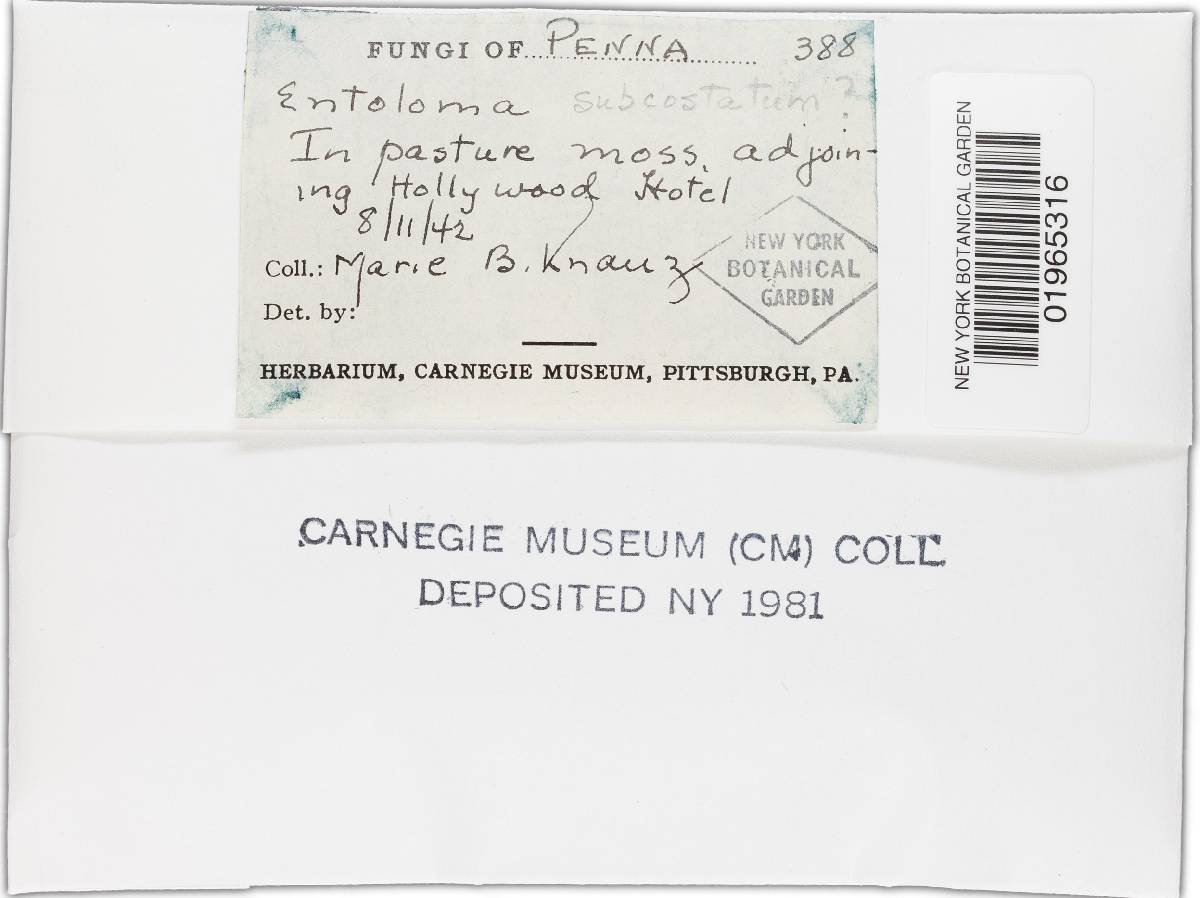 FUNGI OF PENNA 388
Entoloma subcostatum?
In pasture moss, adjoin-
ing Hollywood Hotel
8/11/42
Coll.: Marie B. Knauz
Det. by:
NEW YORK
BOTANICAL
GARDEN
HERBARIUM, CARNEGIE MUSEUM, PITTSBURGH, PA.
NEW YORK BOTANICAL GARDEN
01965316
CARNEGIE MUSEUM (CM) COLL.
DEPOSITED NY 1981